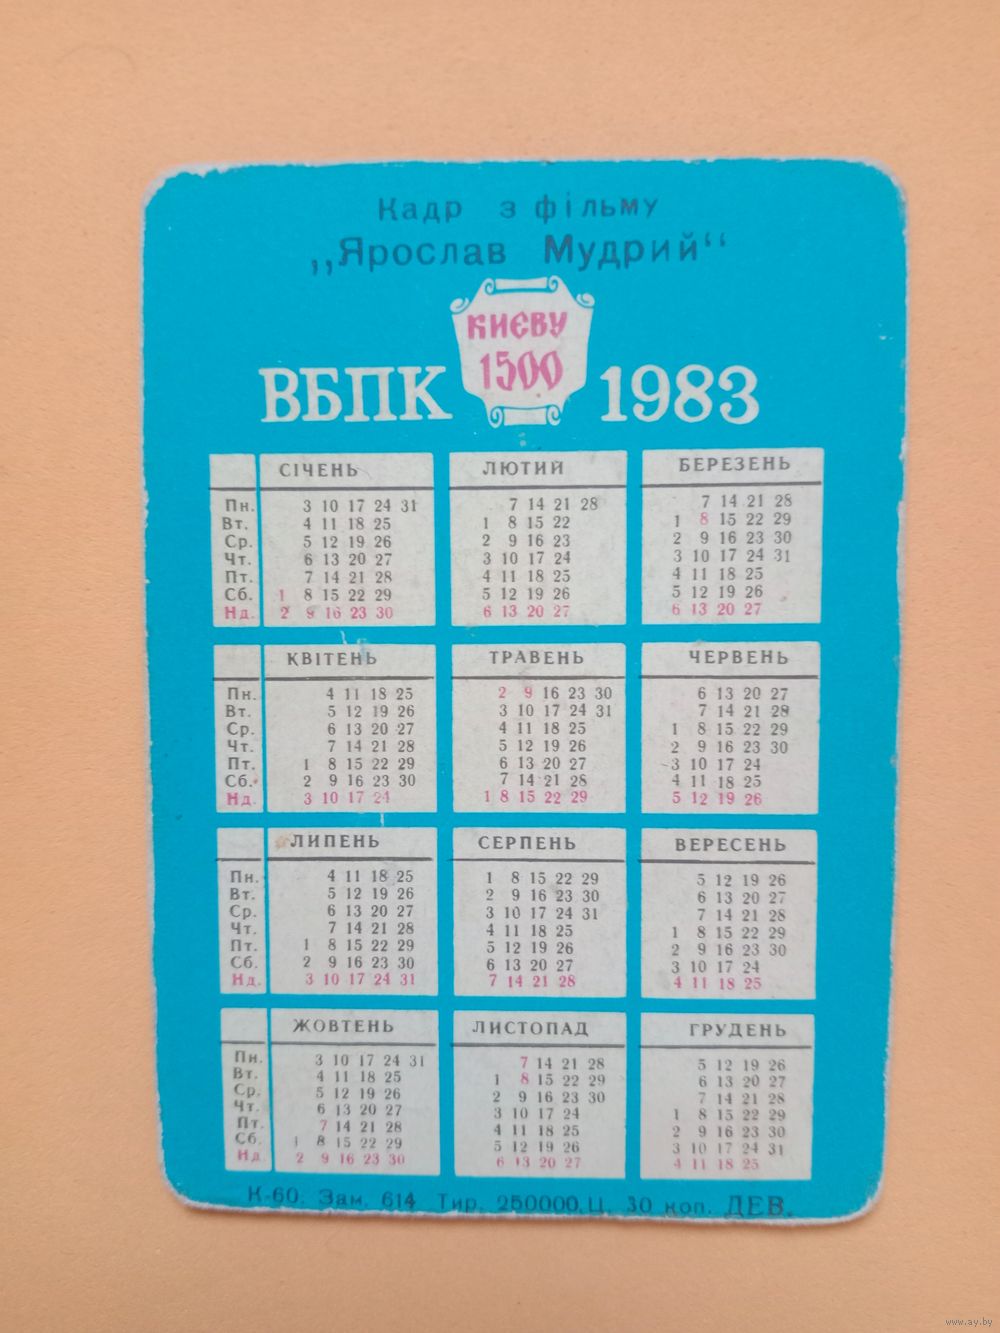 Кадр з фільму
„Ярослав Мудрий“
КИЄВУ
1500
ВБПК 1983
СІЧЕНЬ ЛЮТИЙ БЕРЕЗЕНЬ
Пн. 3 10 17 24 31 7 14 21 28 7 14 21 28
Вт. 4 11 18 25 1 8 15 22 1 8 15 22 29
Ср. 5 12 19 26 2 9 16 23 2 9 16 23 30
Чт. 6 13 20 27 3 10 17 24 3 10 17 24 31
Пт. 7 14 21 28 4 11 18 25 4 11 18 25
Сб. 1 8 15 22 29 5 12 19 26 5 12 19 26
Нд. 2 9 16 23 30 6 13 20 27 6 13 20 27
КВІТЕНЬ ТРАВЕНЬ ЧЕРВЕНЬ
Пн. 4 11 18 25 2 9 16 23 30 6 13 20 27
Вт. 5 12 19 26 3 10 17 24 31 7 14 21 28
Ср. 6 13 20 27 4 11 18 25 1 8 15 22 29
Чт. 7 14 21 28 5 12 19 26 2 9 16 23 30
Пт. 1 8 15 22 29 6 13 20 27 3 10 17 24
Сб. 2 9 16 23 30 7 14 21 28 4 11 18 25
Нд. 3 10 17 24 1 8 15 22 29 5 12 19 26
ЛИПЕНЬ СЕРПЕНЬ ВЕРЕСЕНЬ
Пн. 4 11 18 25 1 8 15 22 29 5 12 19 26
Вт. 5 12 19 26 2 9 16 23 30 6 13 20 27
Ср. 6 13 20 27 3 10 17 24 31 7 14 21 28
Чт. 7 14 21 28 4 11 18 25 1 8 15 22 29
Пт. 1 8 15 22 29 5 12 19 26 2 9 16 23 30
Сб. 2 9 16 23 30 6 13 20 27 3 10 17 24
Нд. 3 10 17 24 31 7 14 21 28 4 11 18 25
ЖОВТЕНЬ ЛИСТОПАД ГРУДЕНЬ
Пн. 3 10 17 24 31 7 14 21 28 5 12 19 26
Вт. 4 11 18 25 1 8 15 22 29 6 13 20 27
Ср. 5 12 19 26 2 9 16 23 30 7 14 21 28
Чт. 6 13 20 27 3 10 17 24 1 8 15 22 29
Пт. 7 14 21 28 4 11 18 25 2 9 16 23 30
Сб. 1 8 15 22 29 5 12 19 26 3 10 17 24 31
Нд. 2 9 16 23 30 6 13 20 27 4 11 18 25
К-60. Зам. 614 Тир. 250000. Ц. 30 коп. ДЕВ.
www.ay.by